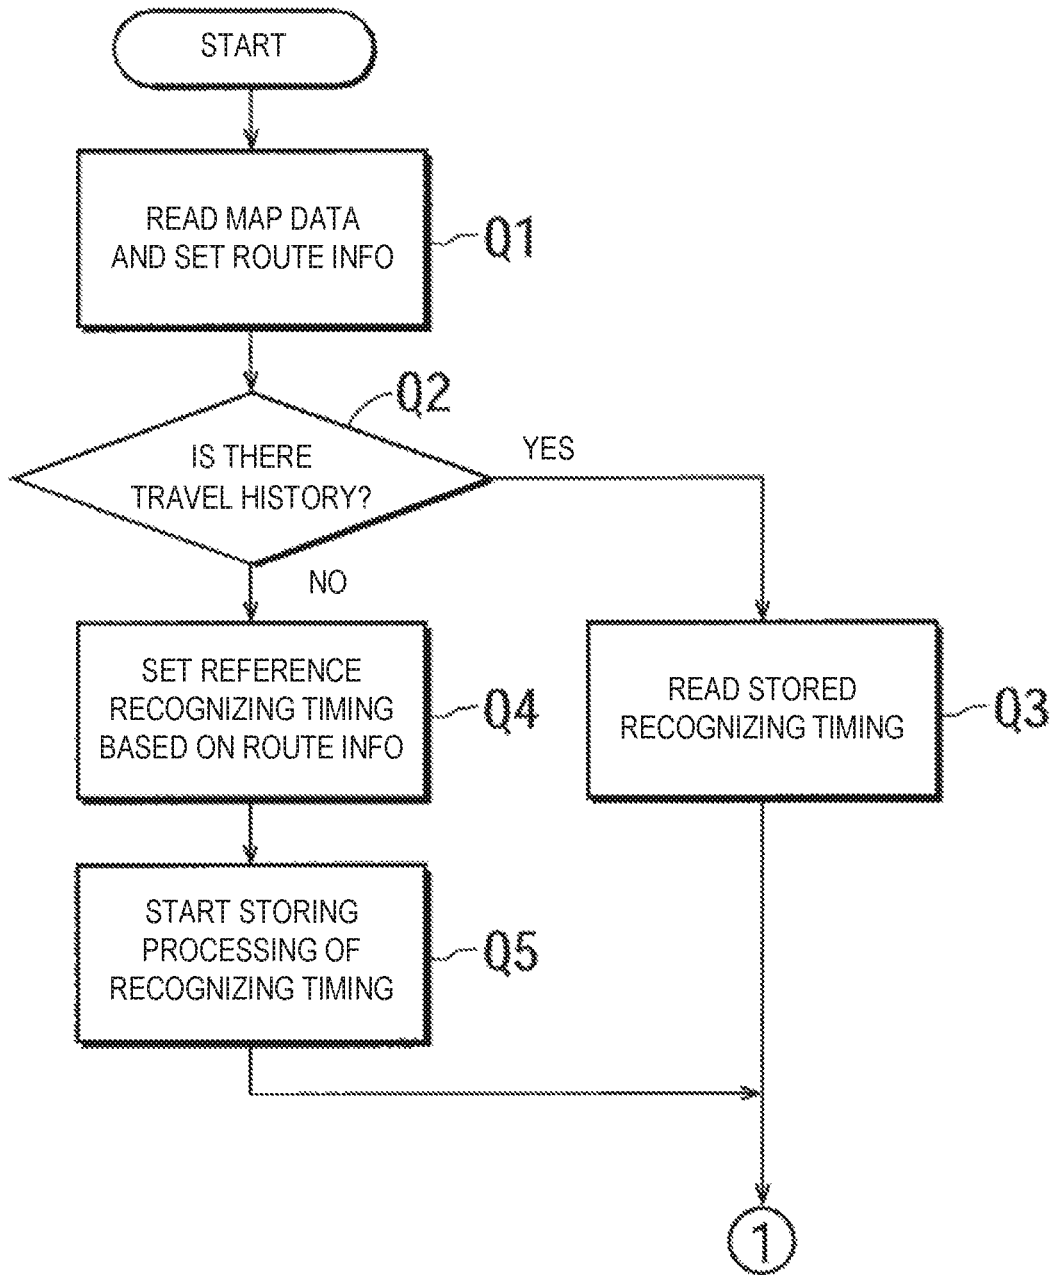 START
READ MAP DATA
AND SET ROUTE INFO
Q1
Q2
IS THERE
TRAVEL HISTORY?
YES
NO
SET REFERENCE
RECOGNIZING TIMING
BASED ON ROUTE INFO
Q4
READ STORED
RECOGNIZING TIMING
Q3
START STORING
PROCESSING OF
RECOGNIZING TIMING
Q5
1